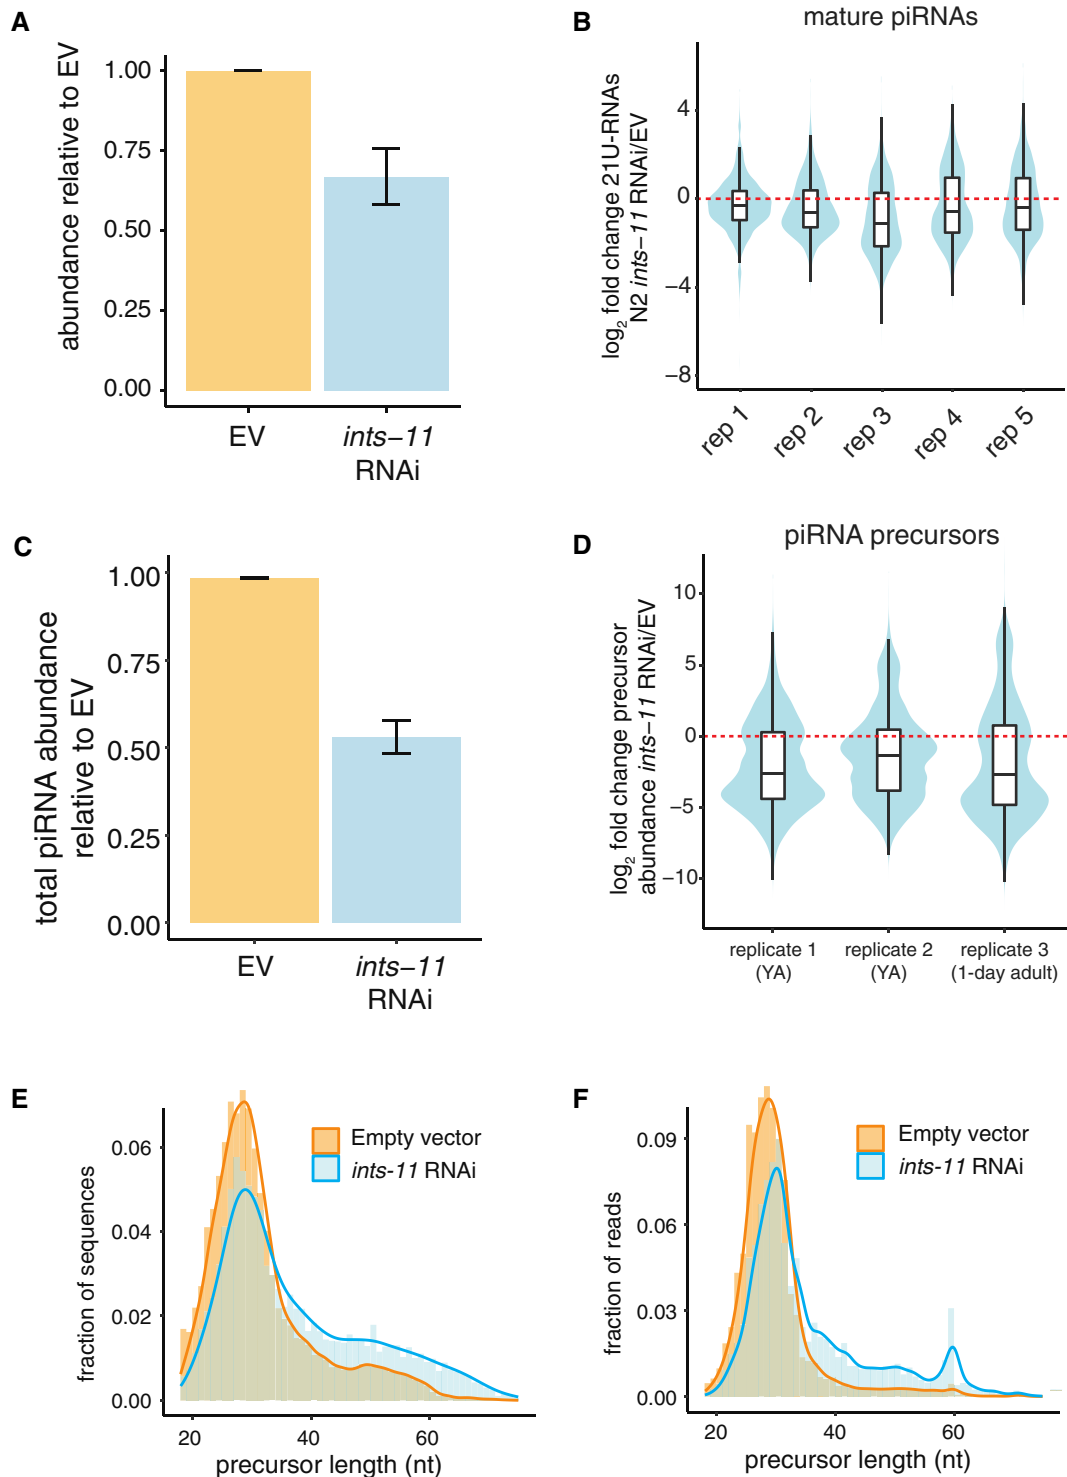 A
abundance relative to EV
1.00
0.75
0.50
0.25
0.00
EV
ints–11
RNAi
B
mature piRNAs
log2 fold change 21U-RNAs
N2 ints–11 RNAi/EV
4
0
−4
−8
rep 1
rep 2
rep 3
rep 4
rep 5
C
total piRNA abundance
relative to EV
1.00
0.75
0.50
0.25
0.00
EV
ints–11
RNAi
D
piRNA precursors
log2 fold change precursor
abundance ints–11 RNAi/EV
10
5
0
−5
−10
replicate 1
(YA)
replicate 2
(YA)
replicate 3
(1-day adult)
E
fraction of sequences
0.06
0.04
0.02
0.00
Empty vector
ints-11 RNAi
20
40
60
precursor length (nt)
F
fraction of reads
0.09
0.06
0.03
0.00
Empty vector
ints-11 RNAi
20
40
60
precursor length (nt)